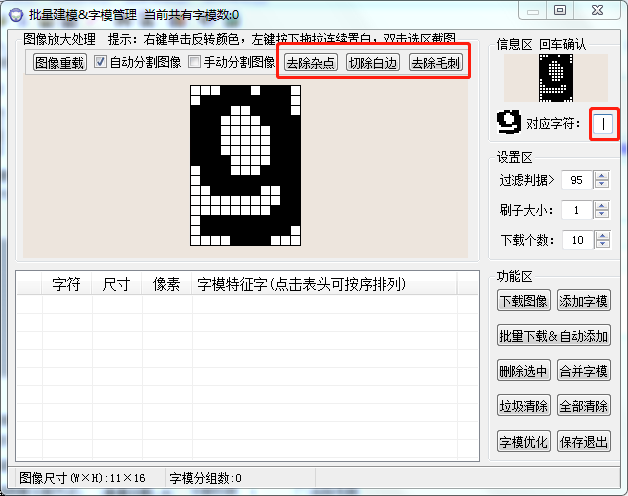 批量建模&字模管理 当前共有字模数:0
图像放大处理 提示：右键单击反转颜色，左键按下拖拉连续置白，双击选区截图
图像重载 自动分割图像 手动分割图像 去除杂点 切除白边 去除毛刺
信息区 回车确认
g 对应字符：
设置区
过滤判据> 95
刷子大小： 1
下载个数： 10
字符 尺寸 像素 字模特征字(点击表头可按序排列)
功能区
下载图像 添加字模
批量下载&自动添加
删除选中 合并字模
垃圾清除 全部清除
字模优化 保存退出
图像尺寸(W×H):11×16 字模分组数:0